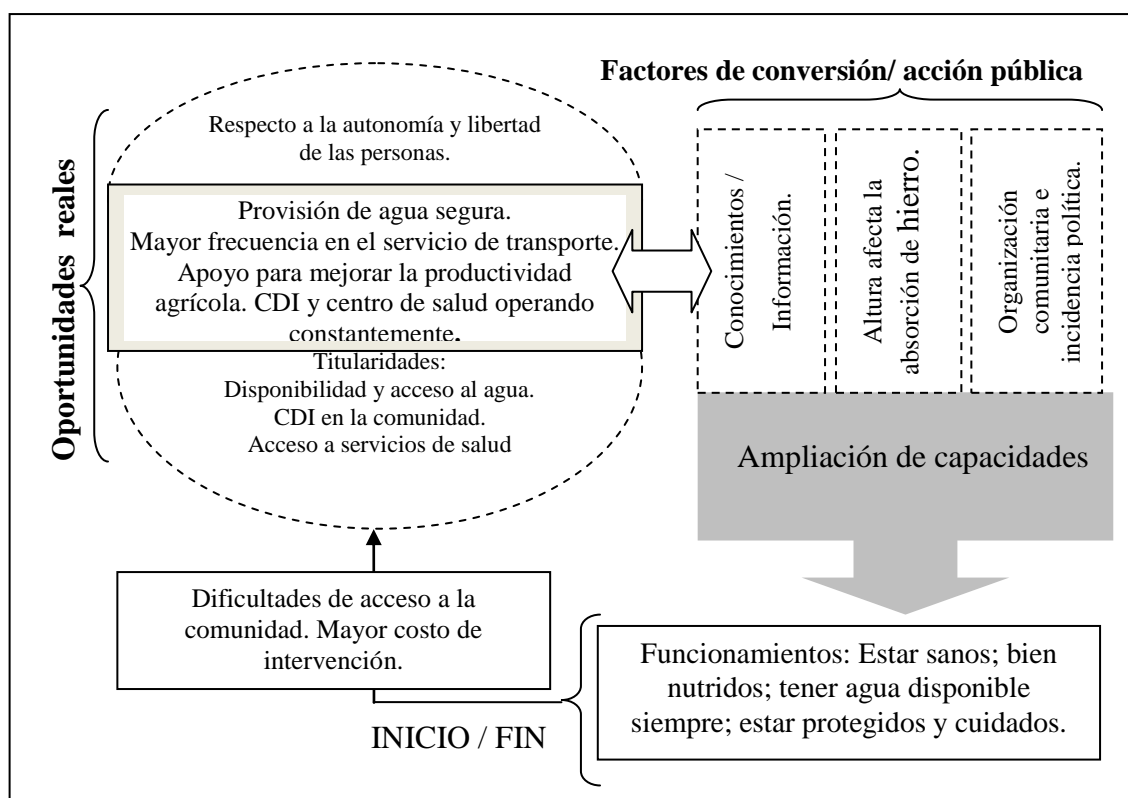 Factores de conversión/ acción pública
Oportunidades reales
Respecto a la autonomía y libertad
de las personas.
Provisión de agua segura.
Mayor frecuencia en el servicio de transporte.
Apoyo para mejorar la productividad
agrícola. CDI y centro de salud operando
constantemente.
Titularidades:
Disponibilidad y acceso al agua.
CDI en la comunidad.
Acceso a servicios de salud
Conocimientos /
Información.
Altura afecta la
absorción de hierro.
Organización
comunitaria e
incidencia política.
Ampliación de capacidades
Dificultades de acceso a la
comunidad. Mayor costo de
intervención.
INICIO / FIN
Funcionamientos: Estar sanos; bien
nutridos; tener agua disponible
siempre; estar protegidos y cuidados.